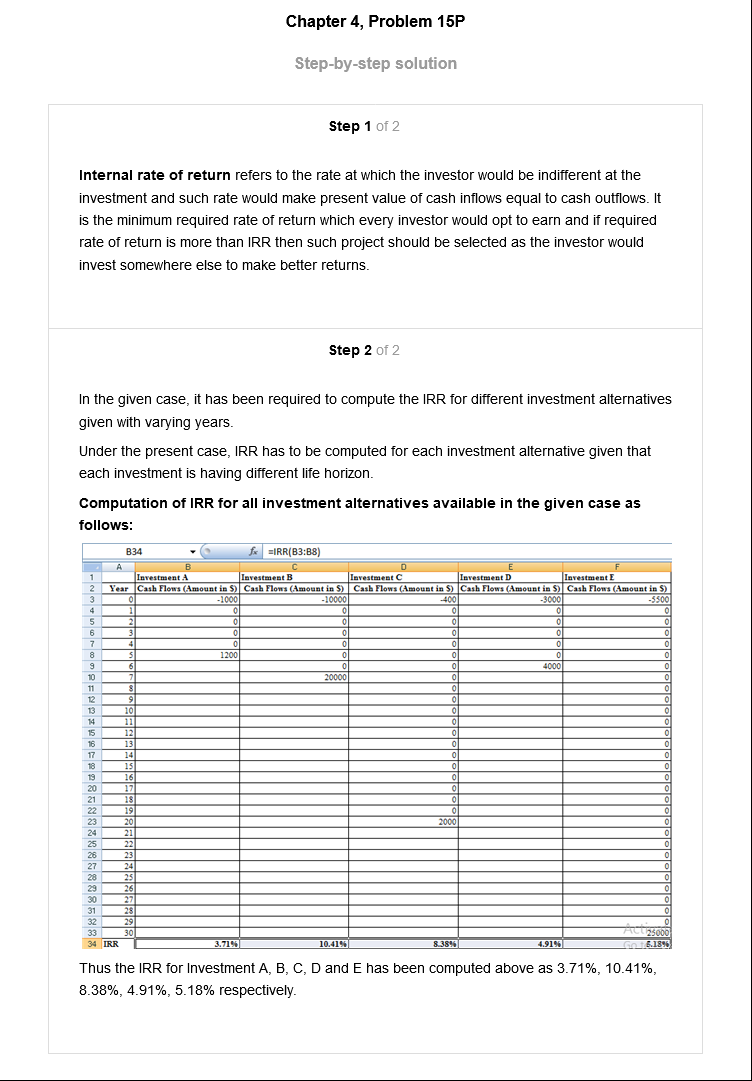 Chapter 4, Problem 15P
Step-by-step solution
Step 1 of 2
Internal rate of return refers to the rate at which the investor would be indifferent at the
investment and such rate would make present value of cash inflows equal to cash outflows. It
is the minimum required rate of return which every investor would opt to earn and if required
rate of return is more than IRR then such project should be selected as the investor would
invest somewhere else to make better returns.
Step 2 of 2
In the given case, it has been required to compute the IRR for different investment alternatives
given with varying years.
Under the present case, IRR has to be computed for each investment alternative given that
each investment is having different life horizon.
Computation of IRR for all investment alternatives available in the given case as
follows:
B34 fx =IRR(B3:B8)
A B C D E F
1 Investment A Investment B Investment C Investment D Investment E
2 Year Cash Flows (Amount in $) Cash Flows (Amount in $) Cash Flows (Amount in $) Cash Flows (Amount in $) Cash Flows (Amount in $)
3 0 -1000 -10000 -400 -3000 -5500
4 1 0 0 0 0 0
5 2 0 0 0 0 0
6 3 0 0 0 0 0
7 4 0 0 0 0 0
8 5 1200 0 0 0 0
9 6 0 0 4000 0
10 7 20000 0 0
11 8 0 0
12 9 0 0
13 10 0 0
14 11 0 0
15 12 0 0
16 13 0 0
17 14 0 0
18 15 0 0
19 16 0 0
20 17 0 0
21 18 0 0
22 19 0 0
23 20 2000 0
24 21 0
25 22 0
26 23 0
27 24 0
28 25 0
29 26 0
30 27 0
31 28 0
32 29 0
33 30 25000
34 IRR 3.71% 10.41% 8.38% 4.91% 5.18%
Thus the IRR for Investment A, B, C, D and E has been computed above as 3.71%, 10.41%,
8.38%, 4.91%, 5.18% respectively.